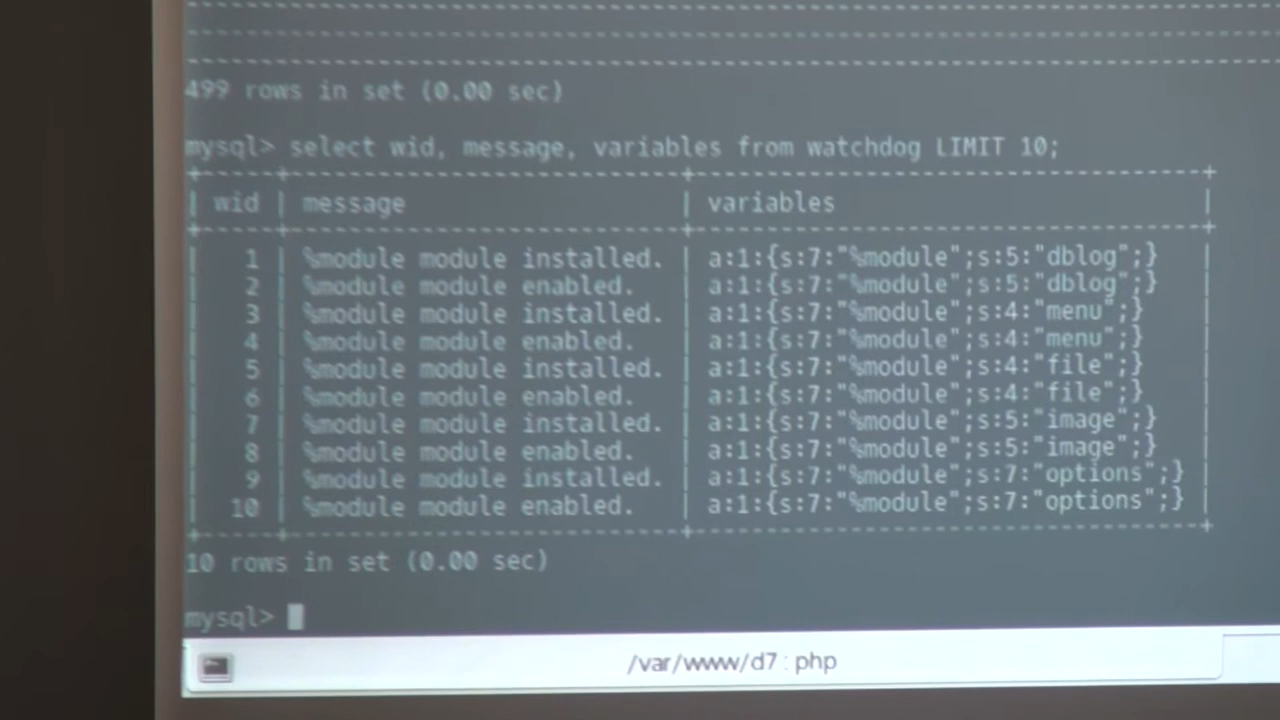 499 rows in set (0.00 sec)
mysql> select wid, message, variables from watchdog LIMIT 10;
| wid | message | variables |
| 1 | %module module installed. | a:1:{s:7:"%module";s:5:"dblog";} |
| 2 | %module module enabled. | a:1:{s:7:"%module";s:5:"dblog";} |
| 3 | %module module installed. | a:1:{s:7:"%module";s:4:"menu";} |
| 4 | %module module enabled. | a:1:{s:7:"%module";s:4:"menu";} |
| 5 | %module module installed. | a:1:{s:7:"%module";s:4:"file";} |
| 6 | %module module enabled. | a:1:{s:7:"%module";s:4:"file";} |
| 7 | %module module installed. | a:1:{s:7:"%module";s:5:"image";} |
| 8 | %module module enabled. | a:1:{s:7:"%module";s:5:"image";} |
| 9 | %module module installed. | a:1:{s:7:"%module";s:7:"options";} |
| 10 | %module module enabled. | a:1:{s:7:"%module";s:7:"options";} |
10 rows in set (0.00 sec)
mysql>
/var/www/d7 : php